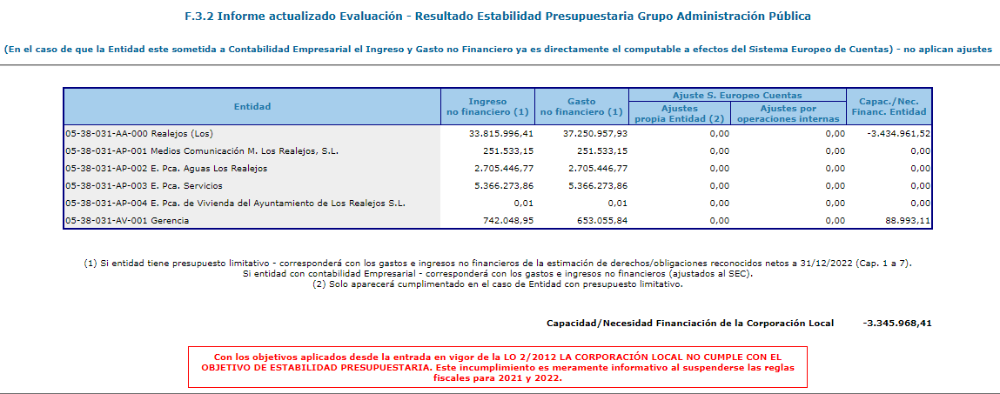 F.3.2 Informe actualizado Evaluación - Resultado Estabilidad Presupuestaria Grupo Administración Pública
(En el caso de que la Entidad este sometida a Contabilidad Empresarial el Ingreso y Gasto no Financiero ya es directamente el computable a efectos del Sistema Europeo de Cuentas) - no aplican ajustes
Entidad Ingreso no financiero (1) Gasto no financiero (1) Ajuste S. Europeo Cuentas Ajustes propia Entidad (2) Ajustes por operaciones internas Capac./Nec. Financ. Entidad
05-38-031-AA-000 Realejos (Los) 33.815.996,41 37.250.957,93 0,00 0,00 -3.434.961,52
05-38-031-AP-001 Medios Comunicación M. Los Realejos, S.L. 251.533,15 251.533,15 0,00 0,00 0,00
05-38-031-AP-002 E. Pca. Aguas Los Realejos 2.705.446,77 2.705.446,77 0,00 0,00 0,00
05-38-031-AP-003 E. Pca. Servicios 5.366.273,86 5.366.273,86 0,00 0,00 0,00
05-38-031-AP-004 E. Pca. de Vivienda del Ayuntamiento de Los Realejos S.L. 0,01 0,01 0,00 0,00 0,00
05-38-031-AV-001 Gerencia 742.048,95 653.055,84 0,00 0,00 88.993,11
(1) Si entidad tiene presupuesto limitativo - corresponderá con los gastos e ingresos no financieros de la estimación de derechos/obligaciones reconocidos netos a 31/12/2022 (Cap. 1 a 7).
Si entidad con contabilidad Empresarial - corresponderá con los gastos e ingresos no financieros (ajustados al SEC).
(2) Solo aparecerá cumplimentado en el caso de Entidad con presupuesto limitativo.
Capacidad/Necesidad Financiación de la Corporación Local -3.345.968,41
Con los objetivos aplicados desde la entrada en vigor de la LO 2/2012 LA CORPORACIÓN LOCAL NO CUMPLE CON EL
OBJETIVO DE ESTABILIDAD PRESUPUESTARIA. Este incumplimiento es meramente informativo al suspenderse las reglas
fiscales para 2021 y 2022.